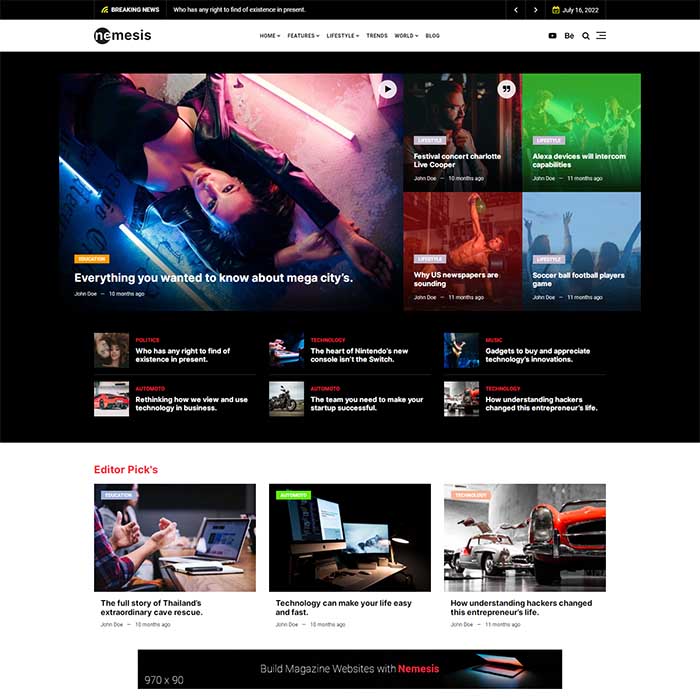 BREAKING NEWS
Who has any right to find of existence in present.
July 16, 2022
nemesis
HOME
FEATURES
LIFESTYLE
TRENDS
WORLD
BLOG
Bē
EDUCATION
Everything you wanted to know about mega city's.
John Doe — 10 months ago
LIFESTYLE
Festival concert charlotte
Live Cooper
John Doe — 10 months ago
LIFESTYLE
Alexa devices will intercom
capabilities
John Doe — 11 months ago
LIFESTYLE
Why US newspapers are
sounding
John Doe — 11 months ago
LIFESTYLE
Soccer ball football players
game
John Doe — 11 months ago
POLITICS
Who has any right to find of
existence in present.
TECHNOLOGY
The heart of Nintendo's new
console isn't the Switch.
MUSIC
Gadgets to buy and appreciate
technology's innovations.
AUTOMOTO
Rethinking how we view and use
technology in business.
AUTOMOTO
The team you need to make your
startup successful.
TECHNOLOGY
How understanding hackers
changed this entrepreneur's life.
Editor Pick's
EDUCATION
The full story of Thailand's
extraordinary cave rescue.
John Doe — 10 months ago
AUTOMOTO
Technology can make your life easy
and fast.
John Doe — 10 months ago
TECHNOLOGY
How understanding hackers changed
this entrepreneur's life.
John Doe — 11 months ago
970 x 90
Build Magazine Websites with Nemesis